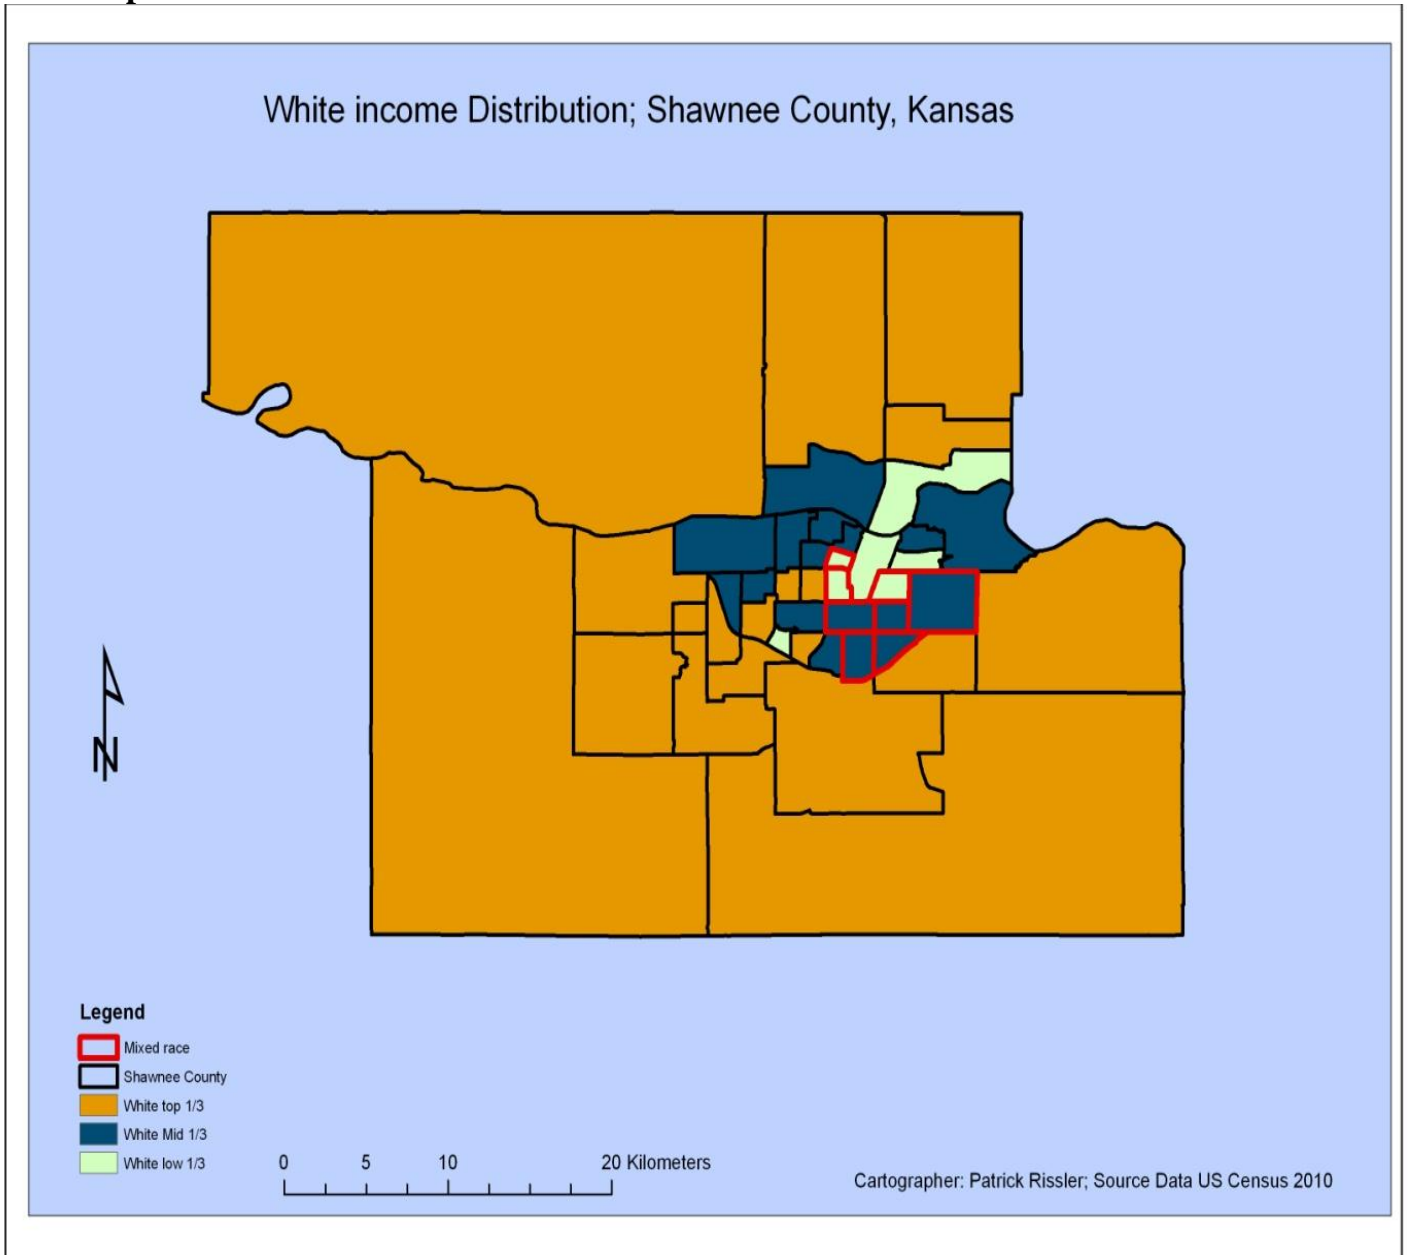 White income Distribution; Shawnee County, Kansas
N
Legend
Mixed race
Shawnee County
White top 1/3
White Mid 1/3
White low 1/3
0 5 10 20 Kilometers
Cartographer: Patrick Rissler; Source Data US Census 2010